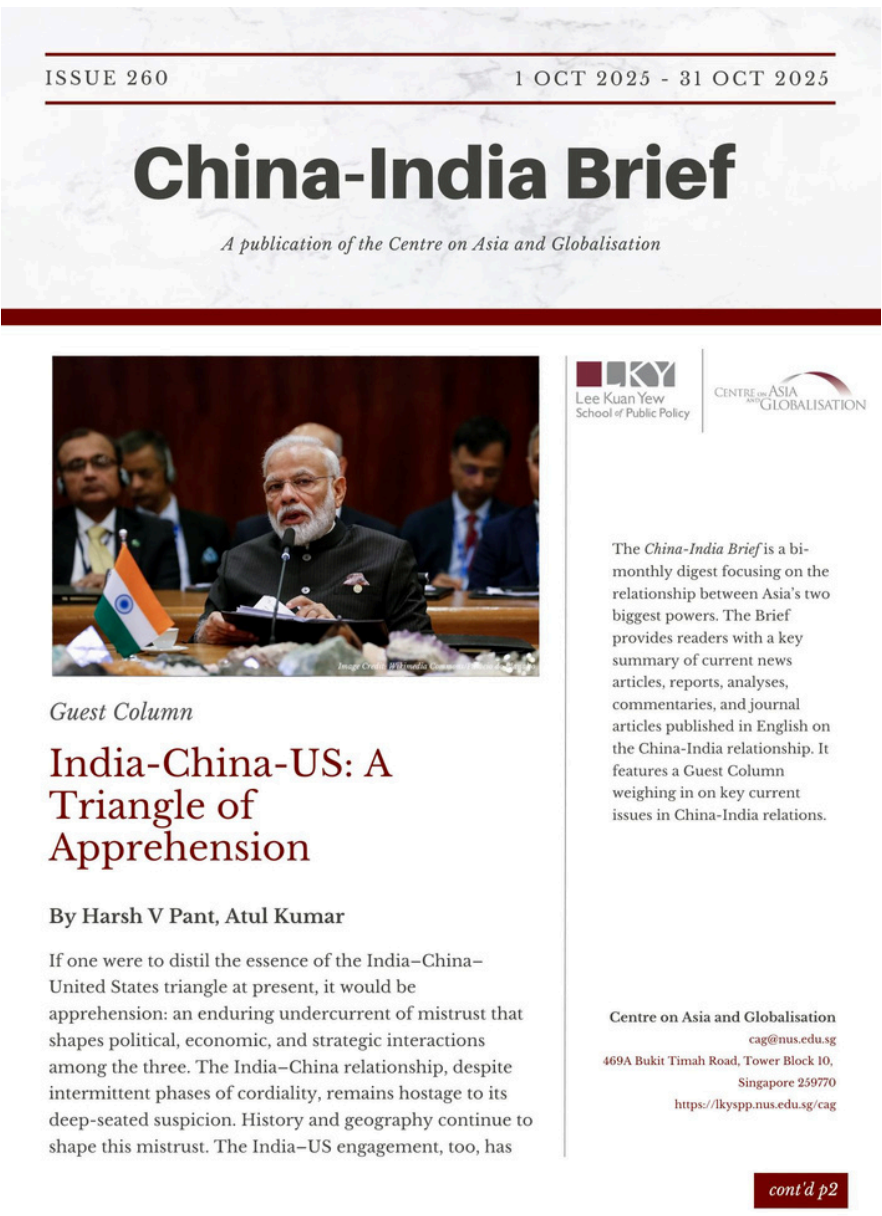 ISSUE 260
1 OCT 2025 - 31 OCT 2025
China-India Brief
A publication of the Centre on Asia and Globalisation
Image Credit: Wikimedia Commons/
Guest Column
India-China-US: A
Triangle of
Apprehension
By Harsh V Pant, Atul Kumar
If one were to distil the essence of the India–China–
United States triangle at present, it would be
apprehension: an enduring undercurrent of mistrust that
shapes political, economic, and strategic interactions
among the three. The India–China relationship, despite
intermittent phases of cordiality, remains hostage to its
deep-seated suspicion. History and geography continue to
shape this mistrust. The India–US engagement, too, has
LKY
Lee Kuan Yew
School of Public Policy
CENTRE ON ASIA
AND GLOBALISATION
The China-India Brief is a bi-
monthly digest focusing on the
relationship between Asia's two
biggest powers. The Brief
provides readers with a key
summary of current news
articles, reports, analyses,
commentaries, and journal
articles published in English on
the China-India relationship. It
features a Guest Column
weighing in on key current
issues in China-India relations.
Centre on Asia and Globalisation
cag@nus.edu.sg
469A Bukit Timah Road, Tower Block 10,
Singapore 259770
https://lkyspp.nus.edu.sg/cag
cont'd p2